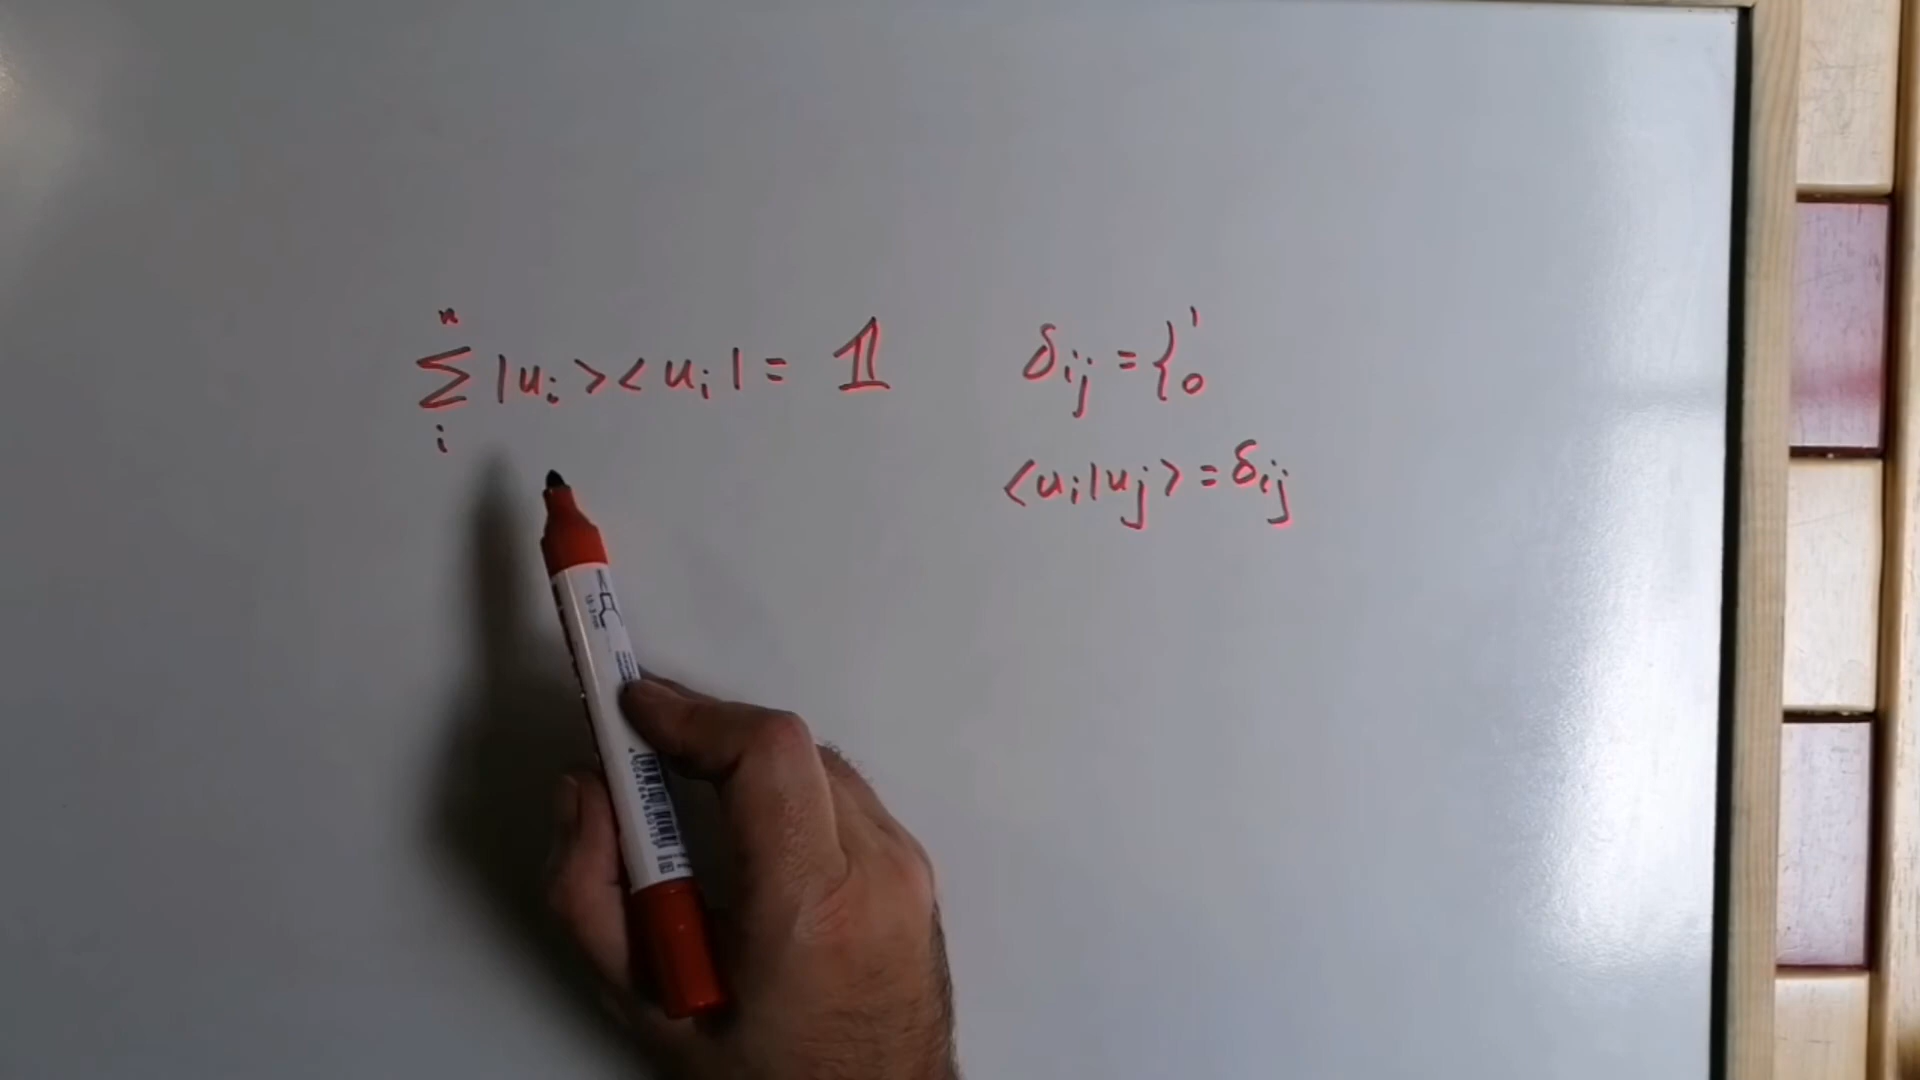 n
∑ |uᵢ> <uᵢ| = 𝟙
i
δᵢⱼ = { 1
0
<uᵢ|uⱼ> = δᵢⱼ